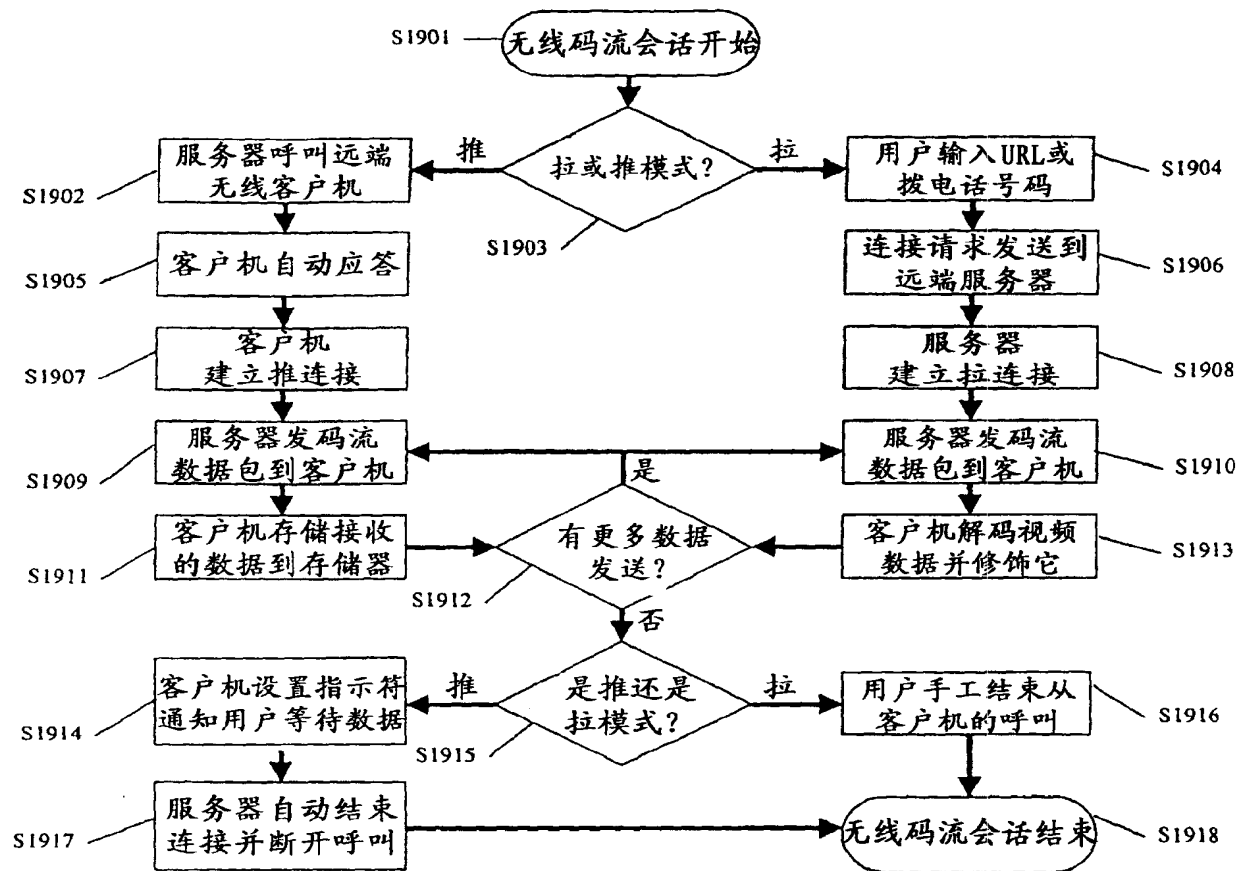 S1901
无线码流会话开始
推
拉或推模式?
拉
服务器呼叫远端
无线客户机
S1902
S1903
用户输入URL或
拨电话号码
S1904
客户机自动应答
S1905
连接请求发送到
远端服务器
S1906
客户机
建立推连接
S1907
服务器
建立拉连接
S1908
服务器发码流
数据包到客户机
S1909
服务器发码流
数据包到客户机
S1910
是
客户机存储接收
的数据到存储器
S1911
有更多数据
发送?
S1912
客户机解码视频
数据并修饰它
S1913
否
客户机设置指示符
通知用户等待数据
S1914
推
是推还是
拉模式?
拉
S1915
用户手工结束从
客户机的呼叫
S1916
服务器自动结束
连接并断开呼叫
S1917
无线码流会话结束
S1918